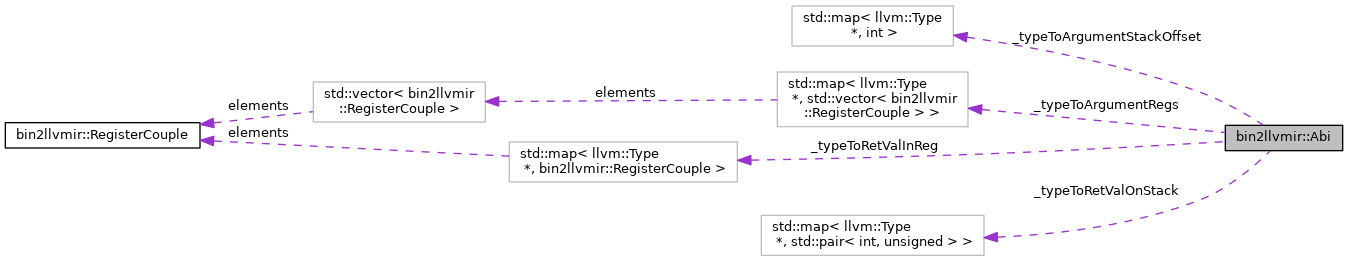 std::map< llvm::Type
*, int >
_typeToArgumentStackOffset
std::vector< bin2llvmir
::RegisterCouple >
elements
elements
std::map< llvm::Type
*, std::vector< bin2llvmir
::RegisterCouple > >
_typeToArgumentRegs
bin2llvmir::RegisterCouple
elements
std::map< llvm::Type
*, bin2llvmir::RegisterCouple >
_typeToRetValInReg
bin2llvmir::Abi
_typeToRetValOnStack
std::map< llvm::Type
*, std::pair< int, unsigned > >